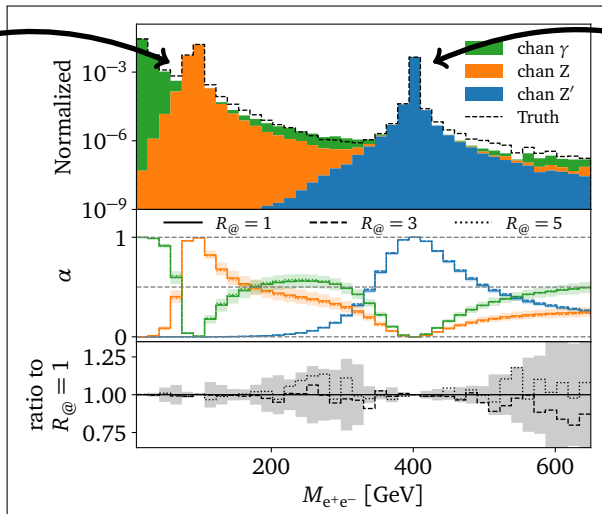 Normalized
10⁻³
10⁻⁶
10⁻⁹
chan γ
chan Z
chan Z′
Truth
R@ = 1 R@ = 3 R@ = 5
α
1
0
ratio to
R@ = 1
1.25
1.00
0.75
200 400 600
M_e⁺e⁻ [GeV]